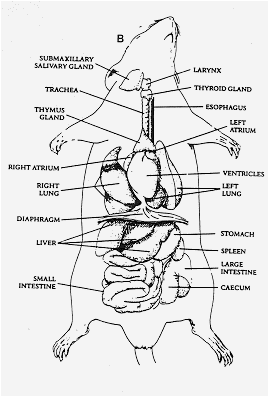 B
SUBMAXILLARY
SALIVARY GLAND
TRACHEA
THYMUS
GLAND
RIGHT ATRIUM
RIGHT
LUNG
DIAPHRAGM
LIVER
SMALL
INTESTINE
LARYNX
THYROID GLAND
ESOPHAGUS
LEFT
ATRIUM
VENTRICLES
LEFT
LUNG
STOMACH
SPLEEN
LARGE
INTESTINE
CAECUM